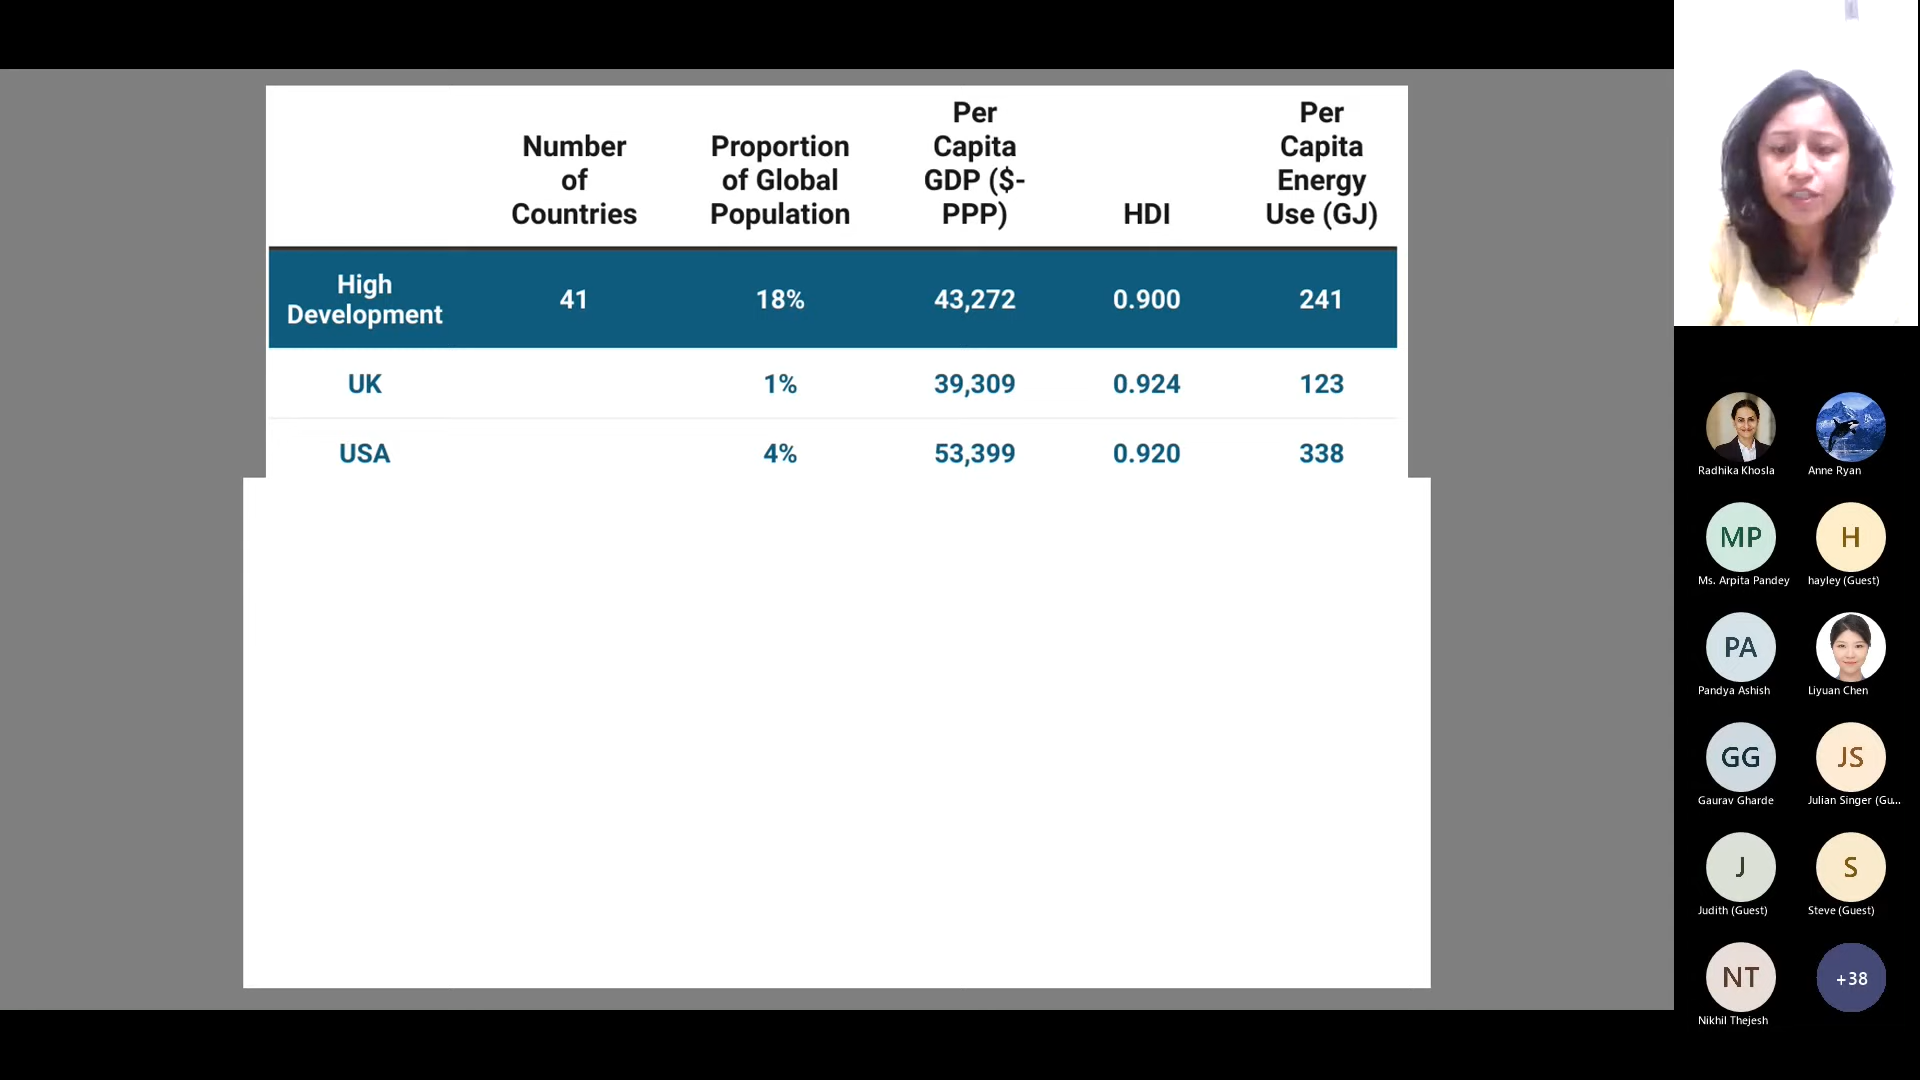 Number
of
Countries
Proportion
of Global
Population
Per
Capita
GDP ($-
PPP)
HDI
Per
Capita
Energy
Use (GJ)
High
Development
41
18%
43,272
0.900
241
UK
1%
39,309
0.924
123
USA
4%
53,399
0.920
338
Radhika Khosla
Anne Ryan
MP
Ms. Arpita Pandey
H
hayley (Guest)
PA
Pandya Ashish
Liyuan Chen
GG
Gaurav Gharde
JS
Julian Singer (Gu...
J
Judith (Guest)
S
Steve (Guest)
NT
Nikhil Thejesh
+38